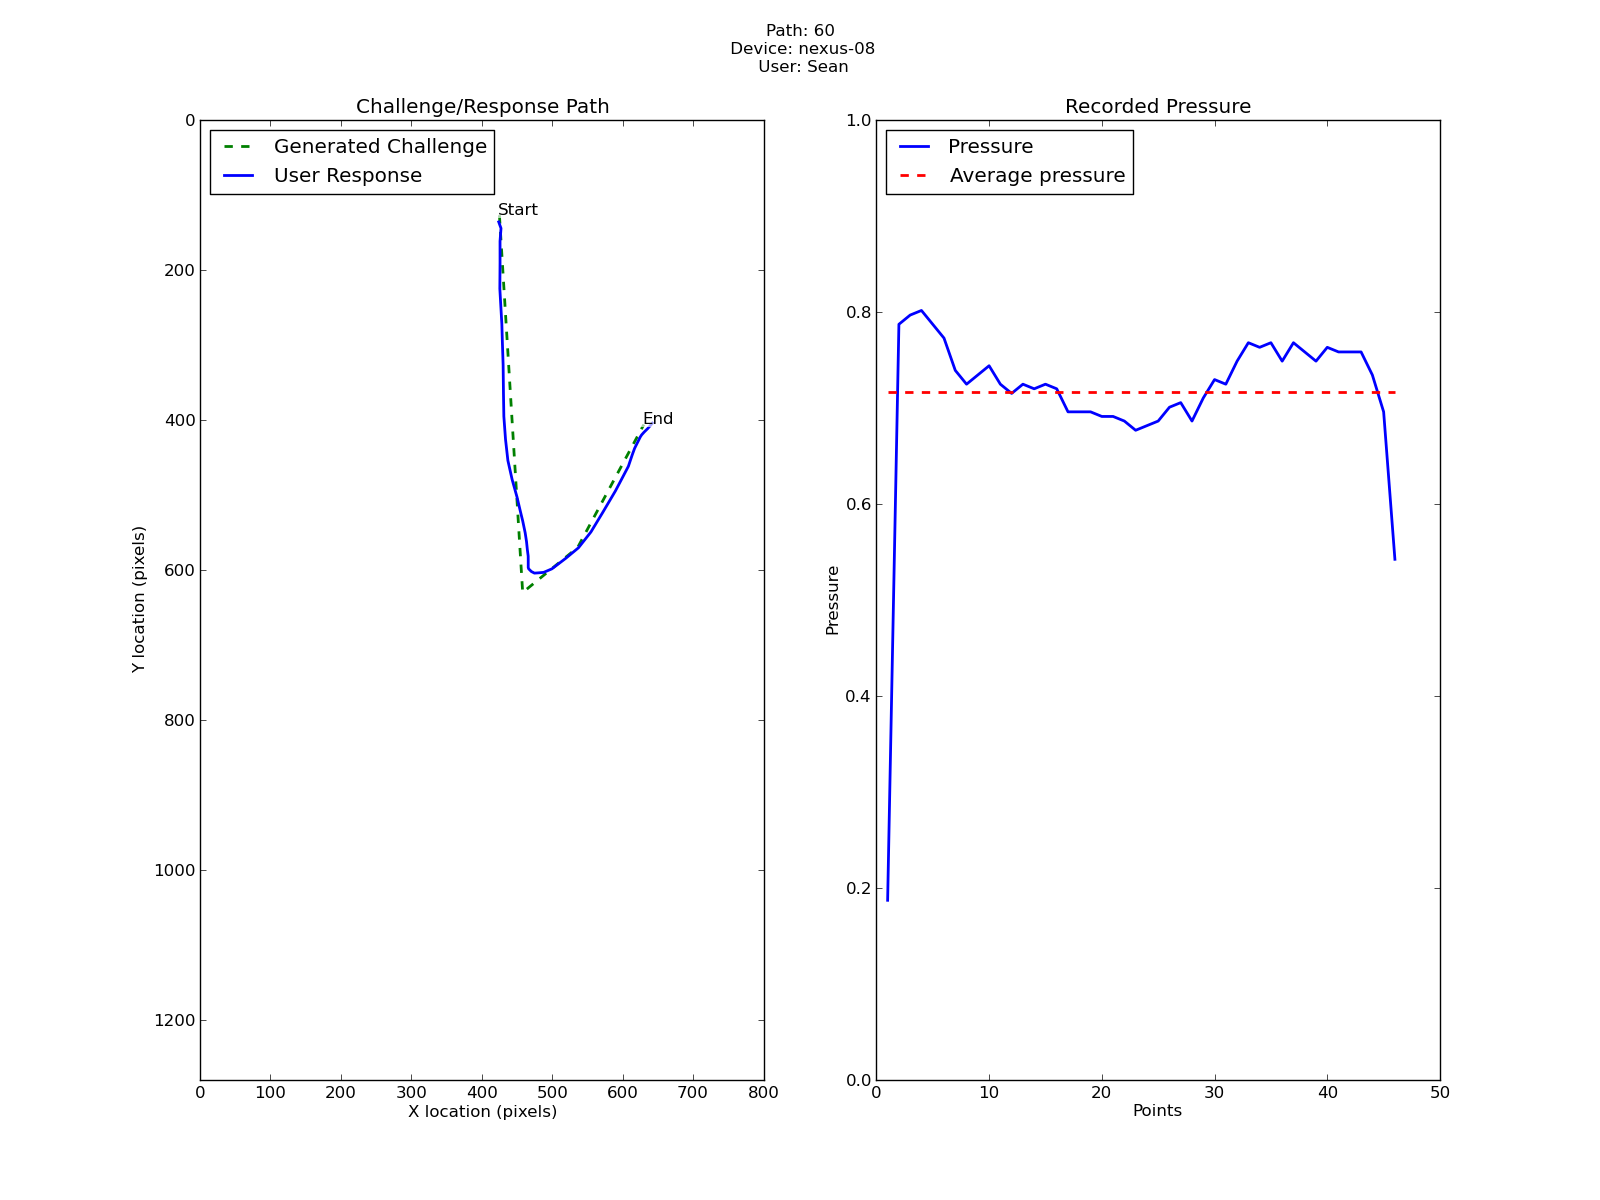 Path: 60
Device: nexus-08
User: Sean
Challenge/Response Path
Generated Challenge
User Response
Start
End
0
200
400
600
800
1000
1200
Y location (pixels)
0 100 200 300 400 500 600 700 800
X location (pixels)
Recorded Pressure
Pressure
Average pressure
1.0
0.8
0.6
0.4
0.2
0.0
Pressure
0 10 20 30 40 50
Points